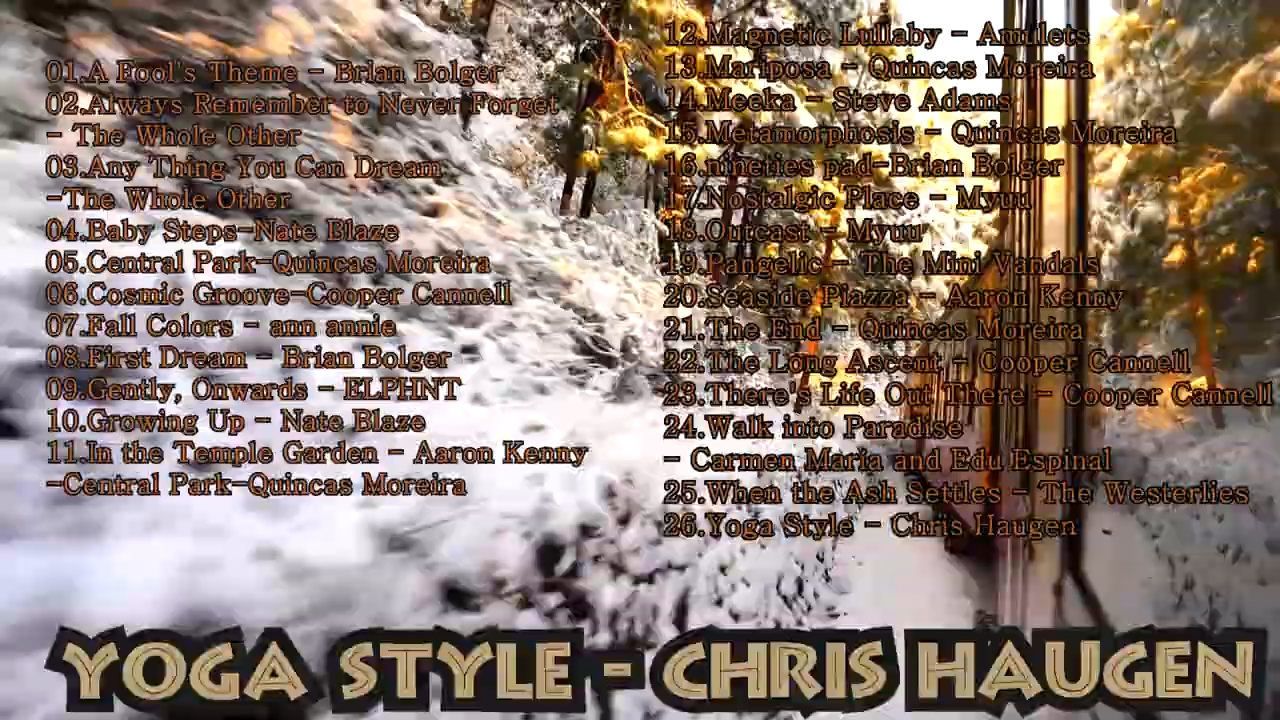 01.A Fool's Theme - Brian Bolger
02.Always Remember to Never Forget
- The Whole Other
03.Any Thing You Can Dream
-The Whole Other
04.Baby Steps-Nate Blaze
05.Central Park-Quincas Moreira
06.Cosmic Groove-Cooper Cannell
07.Fall Colors - ann annie
08.First Dream - Brian Bolger
09.Gently, Onwards - ELPHNT
10.Growing Up - Nate Blaze
11.In the Temple Garden - Aaron Kenny
-Central Park-Quincas Moreira
12.Magnetic Lullaby - Amulets
13.Mariposa - Quincas Moreira
14.Meeka - Steve Adams
15.Metamorphosis - Quincas Moreira
16.nineties pad-Brian Bolger
17.Nostalgic Place - Myuu
18.Outcast - Myuu
19.Pangelic - The Mini Vandals
20.Seaside Piazza - Aaron Kenny
21.The End - Quincas Moreira
22.The Long Ascent - Cooper Cannell
23.There's Life Out There - Cooper Cannell
24.Walk into Paradise
- Carmen María and Edu Espinal
25.When the Ash Settles - The Westerlies
26.Yoga Style - Chris Haugen
YOGA STYLE - CHRIS HAUGEN